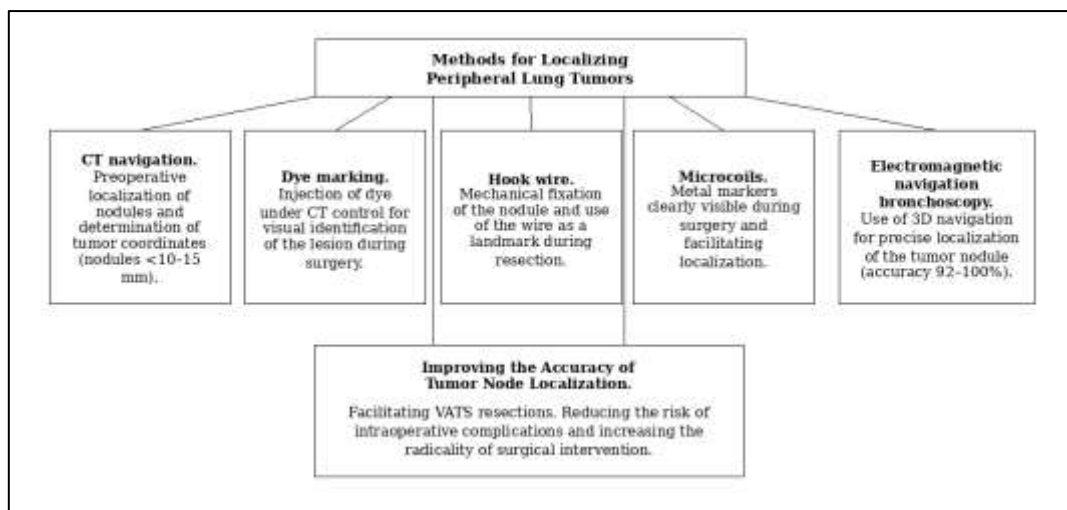 Methods for Localizing
Peripheral Lung Tumors
CT navigation.
Preoperative
localization of
nodules and
determination of
tumor coordinates
(nodules <10–15
mm).
Dye marking.
Injection of dye
under CT control for
visual identification
of the lesion during
surgery.
Hook wire.
Mechanical fixation
of the nodule and use
of the wire as a
landmark during
resection.
Microcoils.
Metal markers
clearly visible during
surgery and
facilitating
localization.
Electromagnetic
navigation
bronchoscopy.
Use of 3D navigation
for precise localization
of the tumor nodule
(accuracy 92–100%).
Improving the Accuracy of
Tumor Node Localization.
Facilitating VATS resections. Reducing the risk of
intraoperative complications and increasing the
radicality of surgical intervention.